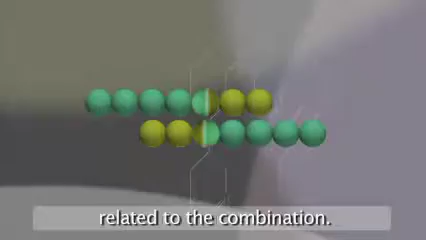 related to the combination.